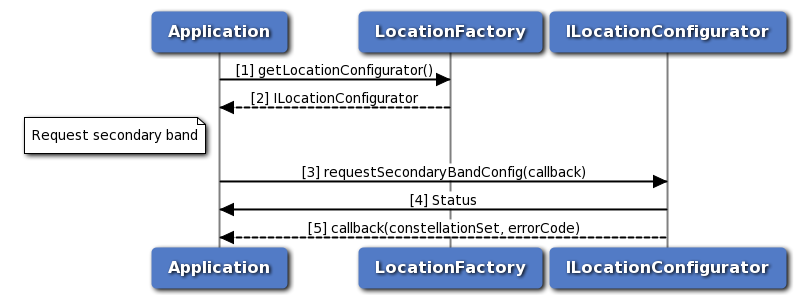 Application LocationFactory ILocationConfigurator
[1] getLocationConfigurator()
[2] ILocationConfigurator
Request secondary band
[3] requestSecondaryBandConfig(callback)
[4] Status
[5] callback(constellationSet, errorCode)
Application LocationFactory ILocationConfigurator